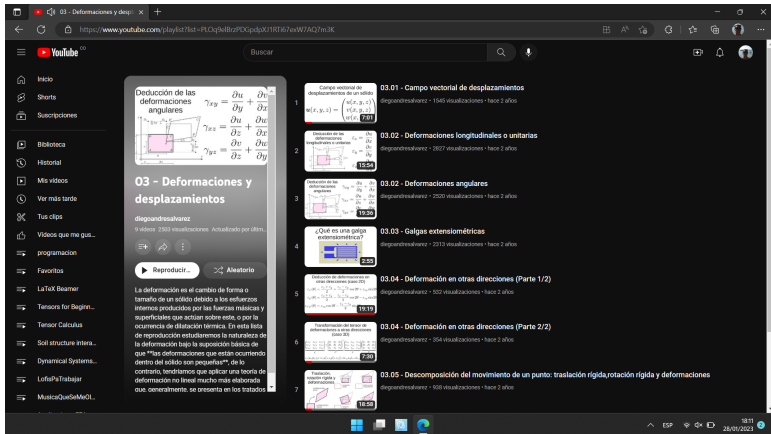 03 - Deformaciones y despl
https://www.youtube.com/playlist?list=PLOq9elBrzPDGpdpXJ1RTi67exW7AQ7m3K
YouTube CO
Buscar
Inicio
Shorts
Suscripciones
Biblioteca
Historial
Mis videos
Ver más tarde
Tus clips
Videos que me gus...
programacion
Favoritos
LaTeX Beamer
Tensors for Beginn...
Tensor Calculus
Soil structure intera...
Dynamical Systems...
LofisPaTrabajar
MusicaQueSeMeOl...
Deducción de las
deformaciones
angulares
03 - Deformaciones y
desplazamientos
diegoandresalvarez
9 videos 2503 visualizaciones Actualizado por últim...
Reproducir...
Aleatorio
La deformación es el cambio de forma o
tamaño de un sólido debido a los esfuerzos
internos producidos por las fuerzas másicas y
superficiales que actúan sobre este, o por la
ocurrencia de dilatación térmica. En esta lista
de reproducción estudiaremos la naturaleza de
la deformación bajo la suposición básica de
que **las deformaciones que están ocurriendo
dentro del sólido son pequeñas**, de lo
contrario, tendríamos que aplicar una teoría de
deformación no lineal mucho más elaborada
que, generalmente, se presenta en los tratados
1
Campo vectorial de
desplazamientos de un sólido
7:01
03.01 - Campo vectorial de desplazamientos
diegoandresalvarez • 1545 visualizaciones • hace 2 años
2
15:54
03.02 - Deformaciones longitudinales o unitarias
diegoandresalvarez • 2827 visualizaciones • hace 2 años
3
19:36
03.02 - Deformaciones angulares
diegoandresalvarez • 2520 visualizaciones • hace 2 años
4
¿Qué es una galga
extensiométrica?
2:55
03.03 - Galgas extensiométricas
diegoandresalvarez • 2313 visualizaciones • hace 2 años
5
19:19
03.04 - Deformación en otras direcciones (Parte 1/2)
diegoandresalvarez • 532 visualizaciones • hace 2 años
6
7:30
03.04 - Deformación en otras direcciones (Parte 2/2)
diegoandresalvarez • 354 visualizaciones • hace 2 años
7
18:58
03.05 - Descomposición del movimiento de un punto: traslación rígida,rotación rígida y deformaciones
diegoandresalvarez • 930 visualizaciones • hace 2 años
ESP
18:11
28/01/2023